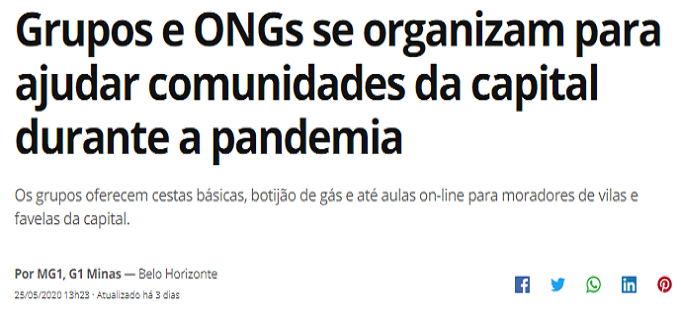 Grupos e ONGs se organizam para
ajudar comunidades da capital
durante a pandemia
Os grupos oferecem cestas básicas, botijão de gás e até aulas on-line para moradores de vilas e
favelas da capital.
Por MG1, G1 Minas — Belo Horizonte
25/05/2020 13h23 · Atualizado há 3 dias